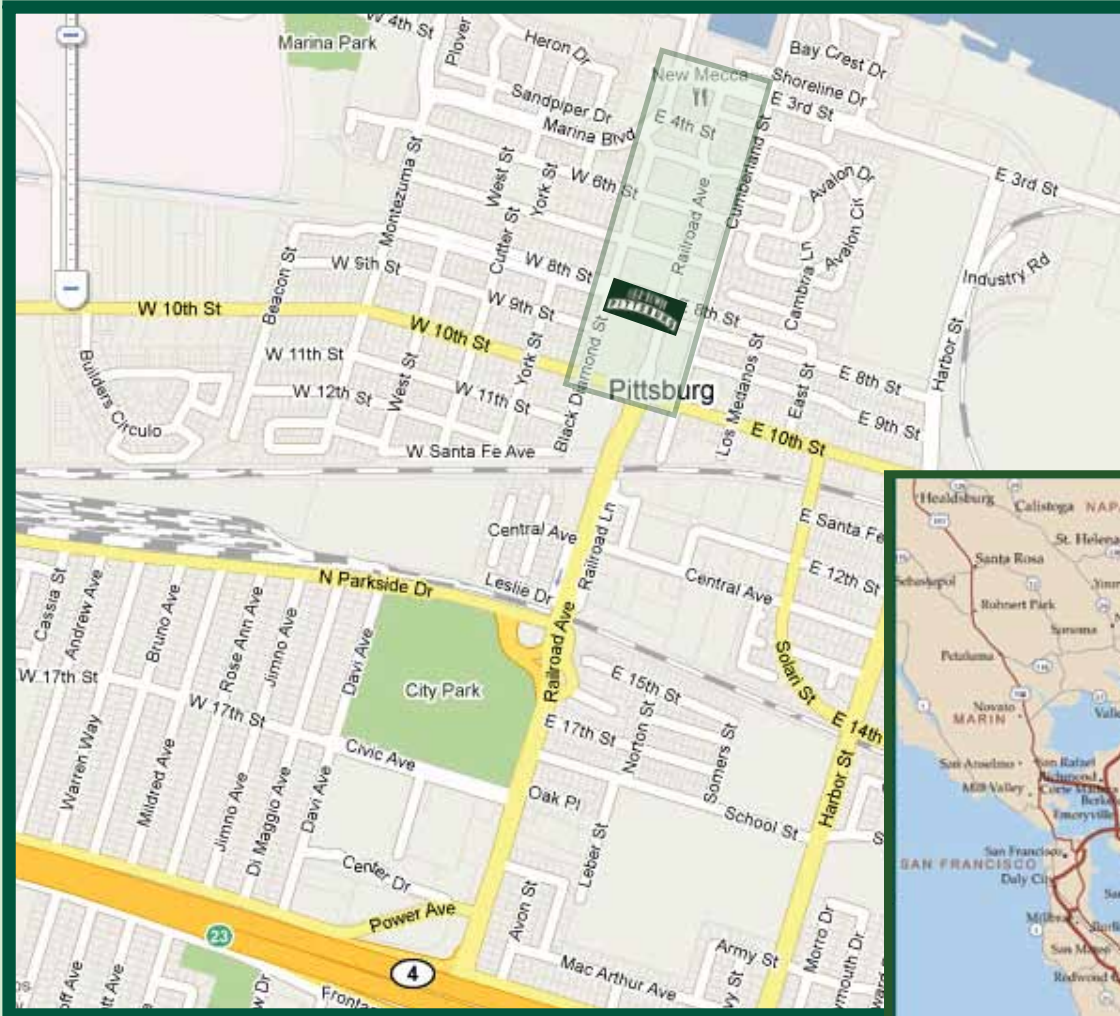 W 4th St
Plover
Marina Park
Heron Dr
Bay Crest Dr
New Mecca
Shoreline Dr
Sandpiper Dr
E 3rd St
Marina Blvd
E 4th St
E 3rd St
W 6th St
Montezuma St
West St
York St
Cumberland St
Avalon Dr
Railroad Ave
Avalon Cir
Cutter St
Cambria Ln
Industry Rd
Beacon St
W 9th St
W 8th St
W 9th St
PITTSBURG
8th St
W 10th St
W 10th St
Harbor St
W 11th St
York St
Black Diamond St
Los Medanos St
East St
E 8th St
Builders Circulo
W 12th St
West St
W 11th St
Pittsburg
E 9th St
W Santa Fe Ave
E 10th St
Central Ave
Railroad Ln
E Santa Fe
Leslie Dr
Central Ave
E 12th St
N Parkside Dr
Cassia St
Andrew Ave
Bruno Ave
Rose Ann Ave
Jimno Ave
Davi Ave
Railroad Ave
Solari St
W 17th St
City Park
E 15th St
W 17th St
E 17th St
Norton St
E 14th
Civic Ave
Somers St
Warren Way
Mildred Ave
Jimno Ave
Di Maggio Ave
Davi Ave
Oak Pl
School St
Harbor St
Center Dr
Leber St
Power Ave
Avon St
23
4
Army St
Morro Dr
Mac Arthur Ave
Healdsburg
Calistoga
NAPA
St. Helena
Santa Rosa
Sebastopol
Rohnert Park
Sonoma
Petaluma
Novato
MARIN
San Anselmo
San Rafael
Richmond
Mill Valley
Corte Madera
Emeryville
San Francisco
SAN FRANCISCO
Daly City
San Mateo